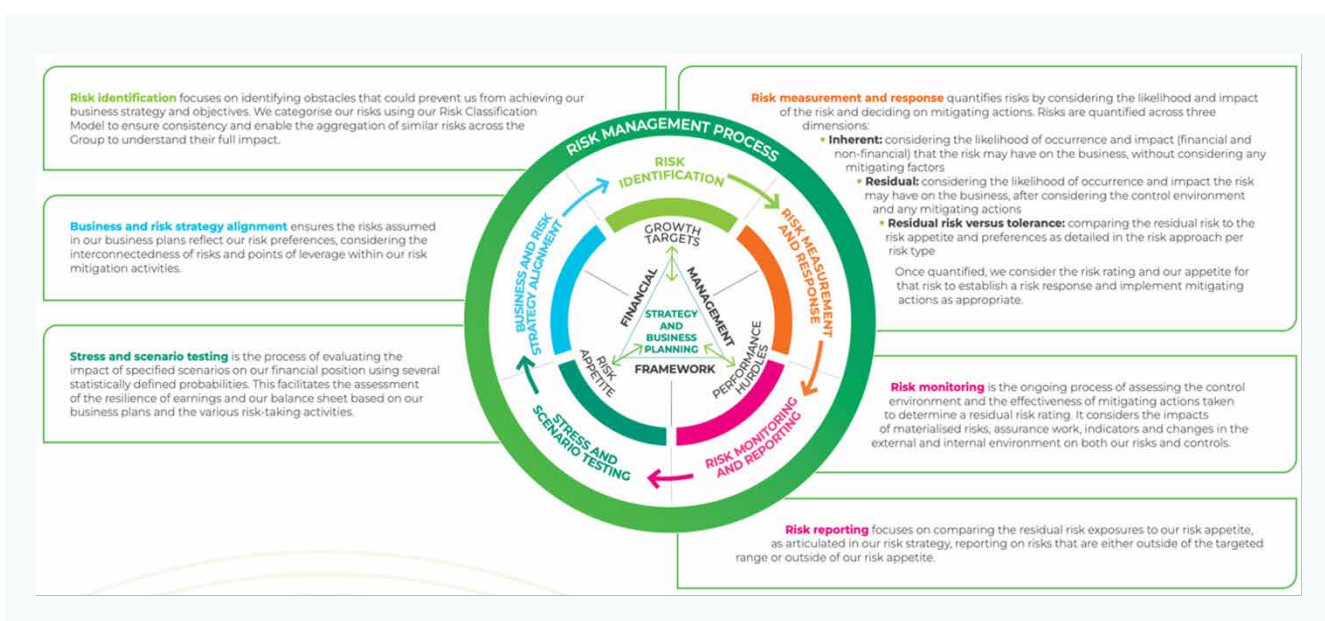 Risk identification focuses on identifying obstacles that could prevent us from achieving our
business strategy and objectives. We categorise our risks using our Risk Classification
Model to ensure consistency and enable the aggregation of similar risks across the
Group to understand their full impact.
Business and risk strategy alignment ensures the risks assumed
in our business plans reflect our risk preferences, considering the
interconnectedness of risks and points of leverage within our risk
mitigation activities.
Stress and scenario testing is the process of evaluating the
impact of specified scenarios on our financial position using several
statistically defined probabilities. This facilitates the assessment
of the resilience of earnings and our balance sheet based on our
business plans and the various risk-taking activities.
RISK MANAGEMENT PROCESS
RISK
IDENTIFICATION
RISK MEASUREMENT
AND RESPONSE
RISK MONITORING
AND REPORTING
STRESS AND
SCENARIO TESTING
BUSINESS AND RISK
STRATEGY ALIGNMENT
GROWTH
TARGETS
FINANCIAL
MANAGEMENT
FRAMEWORK
STRATEGY
AND
BUSINESS
PLANNING
RISK
APPETITE
PERFORMANCE
HURDLES
Risk measurement and response quantifies risks by considering the likelihood and impact
of the risk and deciding on mitigating actions. Risks are quantified across three
dimensions:
• Inherent: considering the likelihood of occurrence and impact (financial and
non-financial) that the risk may have on the business, without considering any
mitigating factors
• Residual: considering the likelihood of occurrence and impact the risk
may have on the business, after considering the control environment
and any mitigating actions
• Residual risk versus tolerance: comparing the residual risk to the
risk appetite and preferences as detailed in the risk approach per
risk type
Once quantified, we consider the risk rating and our appetite for
that risk to establish a risk response and implement mitigating
actions as appropriate.
Risk monitoring is the ongoing process of assessing the control
environment and the effectiveness of mitigating actions taken
to determine a residual risk rating. It considers the impacts
of materialised risks, assurance work, indicators and changes in the
external and internal environment on both our risks and controls.
Risk reporting focuses on comparing the residual risk exposures to our risk appetite,
as articulated in our risk strategy, reporting on risks that are either outside of the targeted
range or outside of our risk appetite.